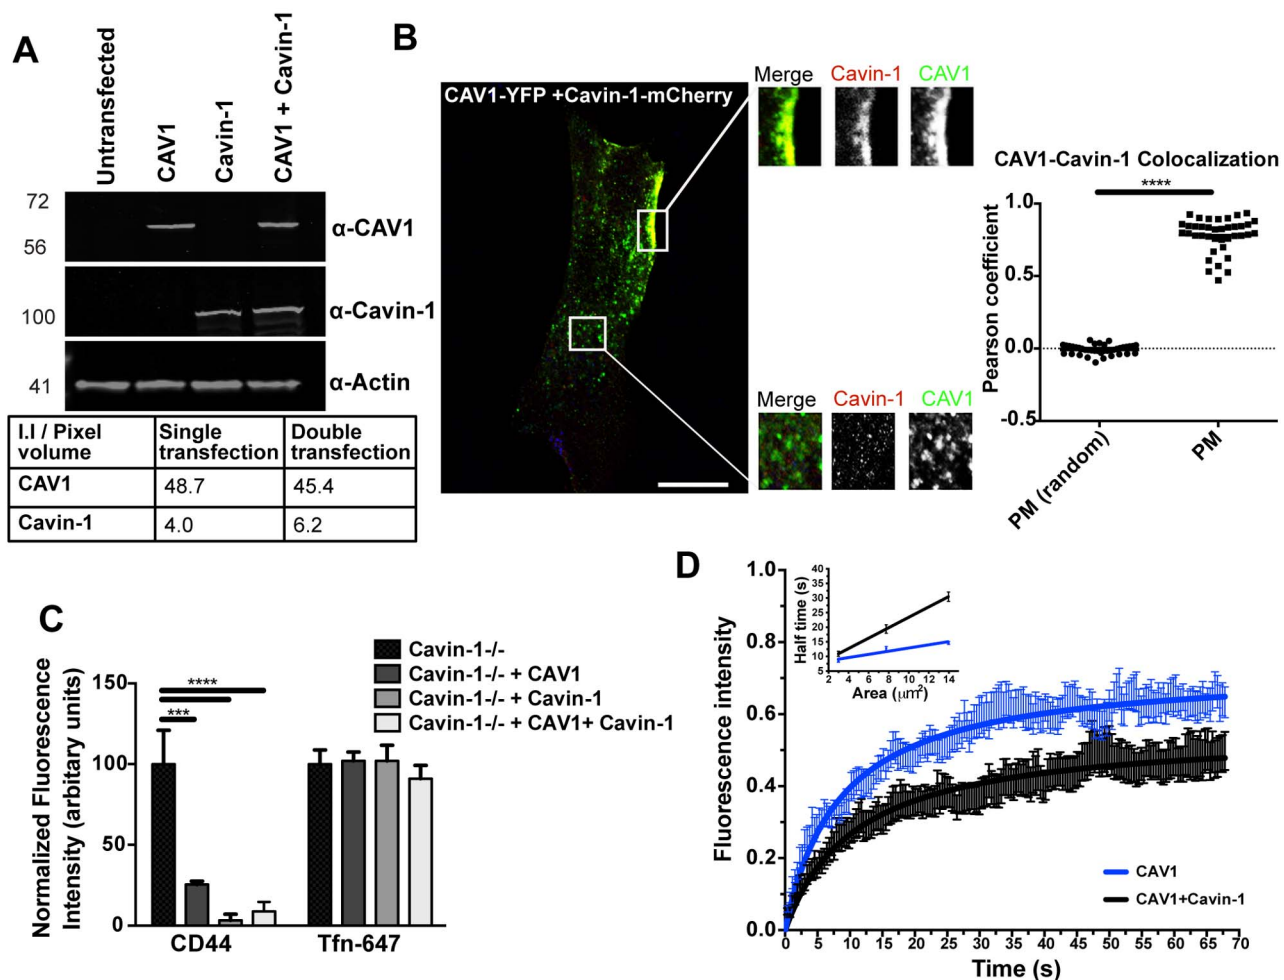 A
Untransfected
CAV1
Cavin-1
CAV1 + Cavin-1
72
56
α-CAV1
100
α-Cavin-1
41
α-Actin
I.I / Pixel volume
Single transfection
Double transfection
CAV1
48.7
45.4
Cavin-1
4.0
6.2
B
CAV1-YFP +Cavin-1-mCherry
Merge
Cavin-1
CAV1
Merge
Cavin-1
CAV1
CAV1-Cavin-1 Colocalization
****
Pearson coefficient
1.0
0.5
0.0
-0.5
PM (random)
PM
C
Normalized Fluorescence
Intensity (arbitary units)
150
100
50
0
****
***
CD44
Tfn-647
Cavin-1-/-
Cavin-1-/- + CAV1
Cavin-1-/- + Cavin-1
Cavin-1-/- + CAV1+ Cavin-1
D
Fluorescence intensity
1.0
0.8
0.6
0.4
0.2
0.0
Half time (s)
40
35
30
25
20
15
10
5
2
4
6
8
10
12
14
Area (μm²)
CAV1
CAV1+Cavin-1
0
5
10
15
20
25
30
35
40
45
50
55
60
65
70
Time (s)